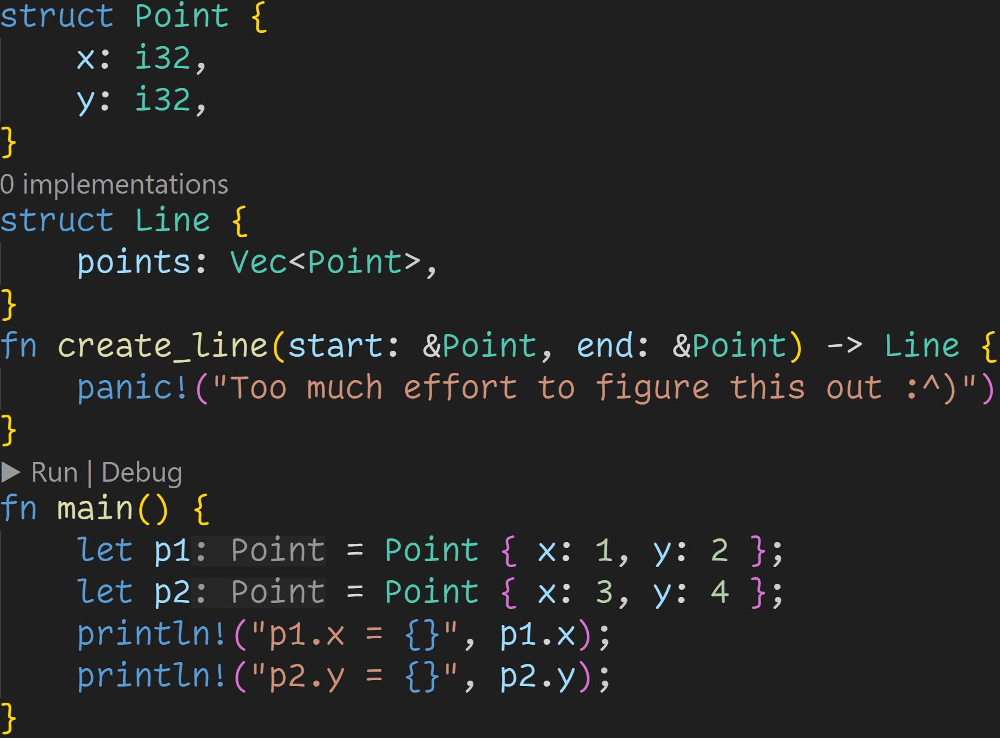 struct Point {
    x: i32,
    y: i32,
}
0 implementations
struct Line {
    points: Vec<Point>,
}
fn create_line(start: &Point, end: &Point) -> Line {
    panic!("Too much effort to figure this out :^)")
}
▶ Run | Debug
fn main() {
    let p1: Point = Point { x: 1, y: 2 };
    let p2: Point = Point { x: 3, y: 4 };
    println!("p1.x = {}", p1.x);
    println!("p2.y = {}", p2.y);
}